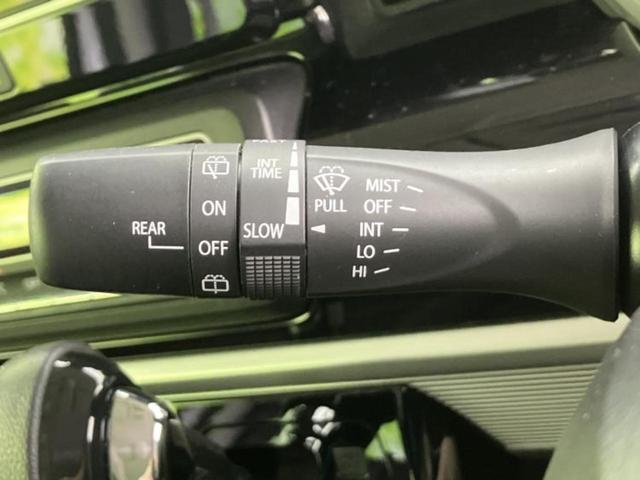 REAR
ON
OFF
INT
TIME
SLOW
PULL
MIST
OFF
INT
LO
HI